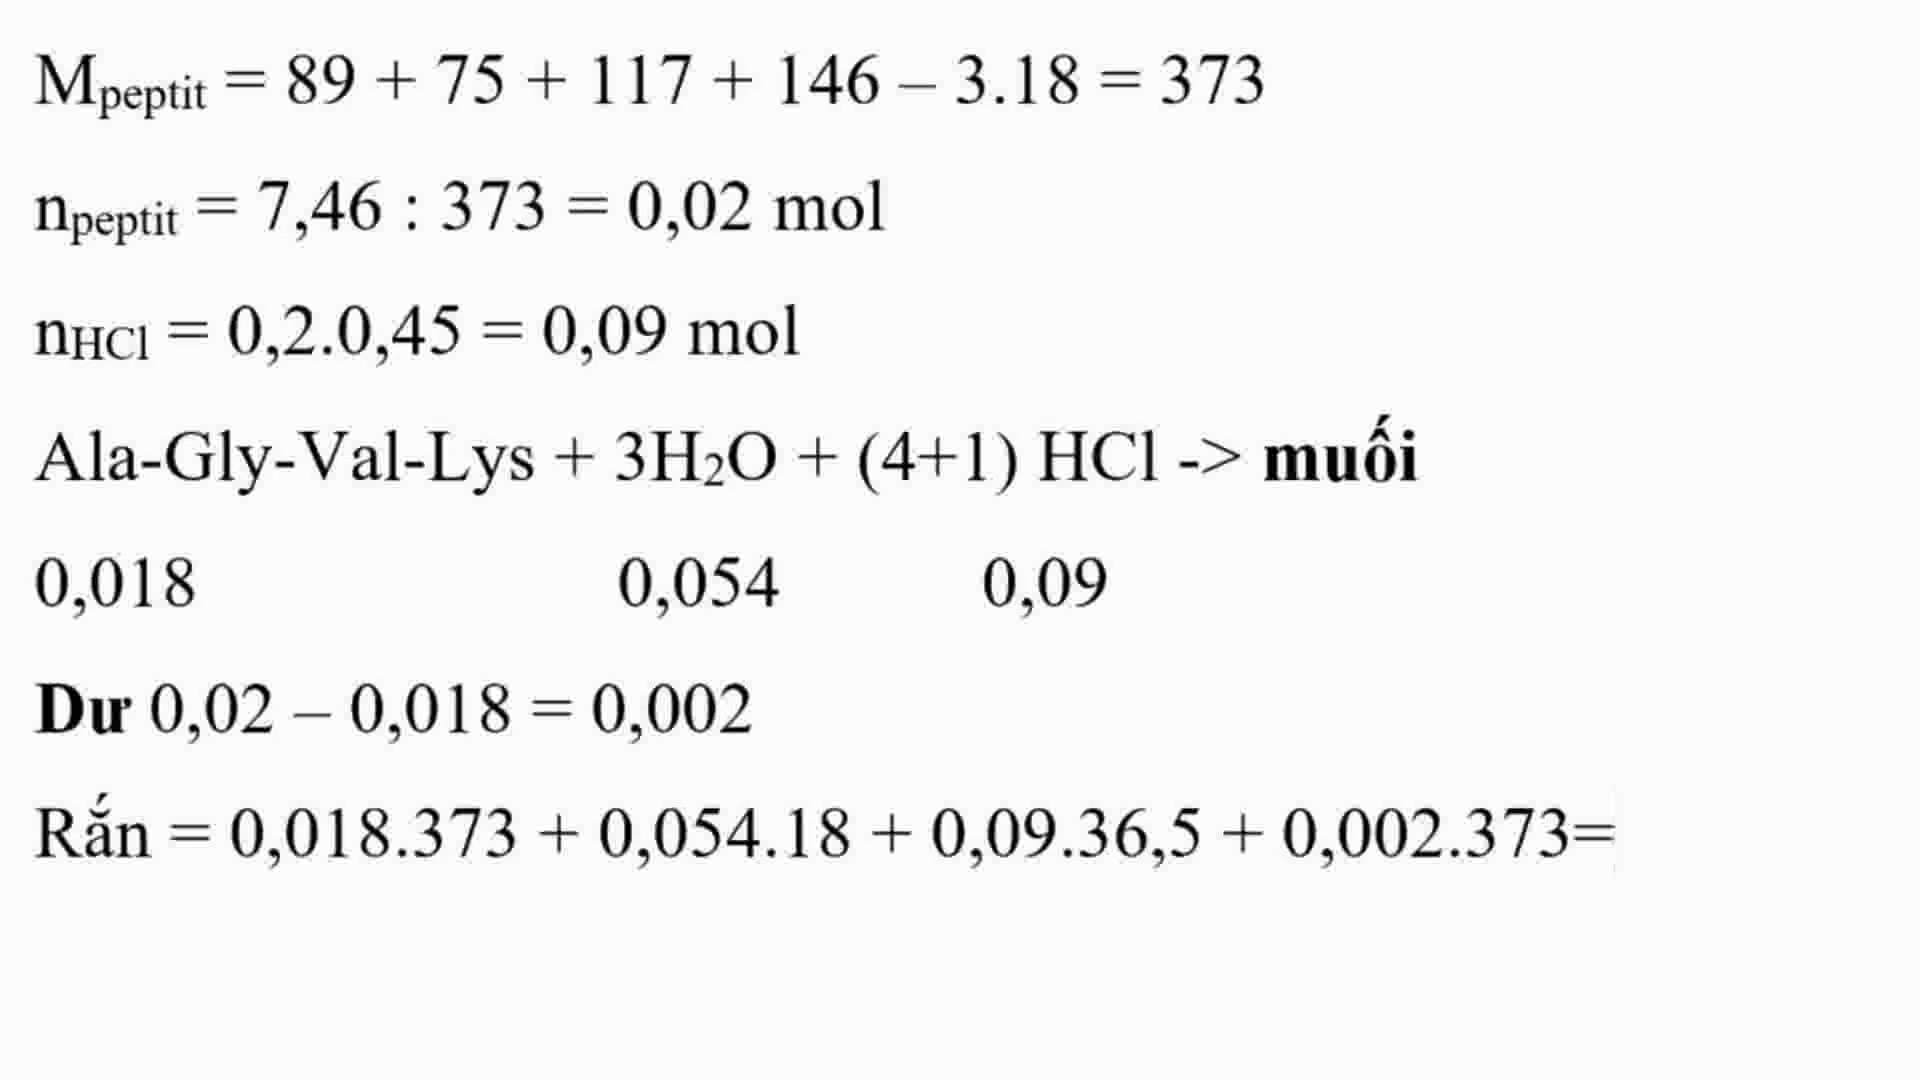 Mpeptit = 89 + 75 + 117 + 146 – 3.18 = 373
npeptit = 7,46 : 373 = 0,02 mol
nHCl = 0,2.0,45 = 0,09 mol
Ala-Gly-Val-Lys + 3H2O + (4+1) HCl -> muối
0,018 0,054 0,09
Dư 0,02 – 0,018 = 0,002
Rắn = 0,018.373 + 0,054.18 + 0,09.36,5 + 0,002.373=